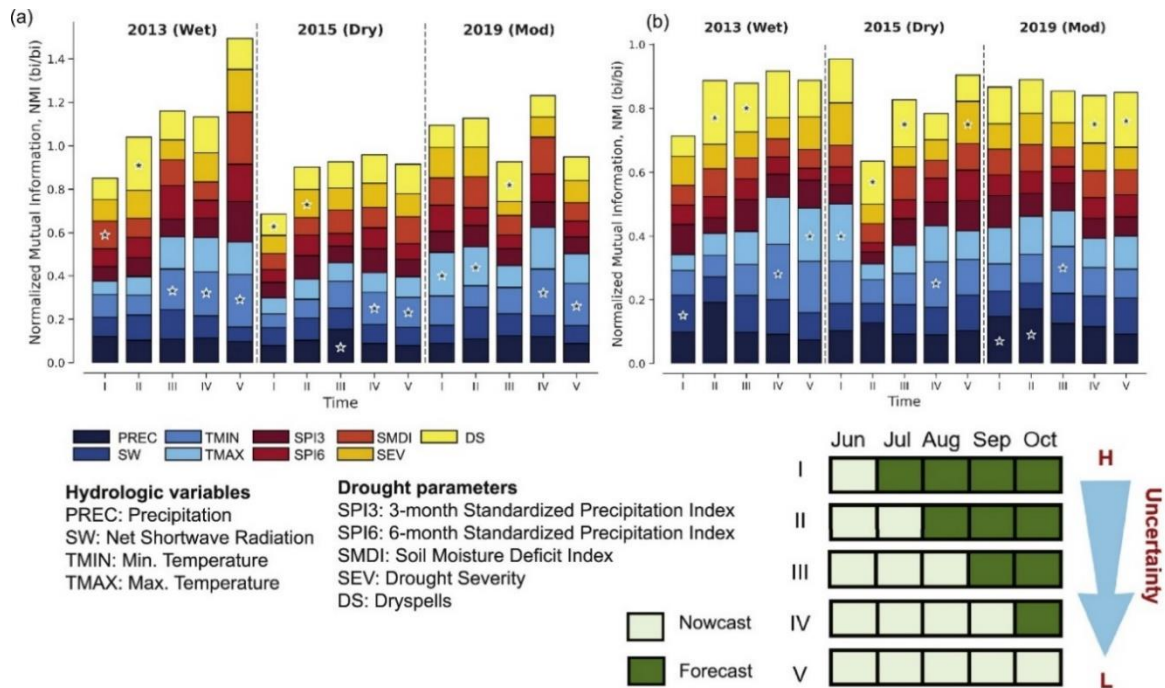 (a)
2013 (Wet) 2015 (Dry) 2019 (Mod)
Normalized Mutual Information, NMI (bi/bi)
1.4
1.2
1.0
0.8
0.6
0.4
0.2
0.0
I II III IV V I II III IV V I II III IV V
Time
(b)
2013 (Wet) 2015 (Dry) 2019 (Mod)
Normalized Mutual Information, NMI (bi/bi)
1.0
0.8
0.6
0.4
0.2
0.0
I II III IV V I II III IV V I II III IV V
Time
PREC TMIN SPI3 SMDI DS
SW TMAX SPI6 SEV
Hydrologic variables
PREC: Precipitation
SW: Net Shortwave Radiation
TMIN: Min. Temperature
TMAX: Max. Temperature
Drought parameters
SPI3: 3-month Standardized Precipitation Index
SPI6: 6-month Standardized Precipitation Index
SMDI: Soil Moisture Deficit Index
SEV: Drought Severity
DS: Dryspells
Jun Jul Aug Sep Oct
I
II
III
IV
V
Nowcast
Forecast
H
Uncertainty
L